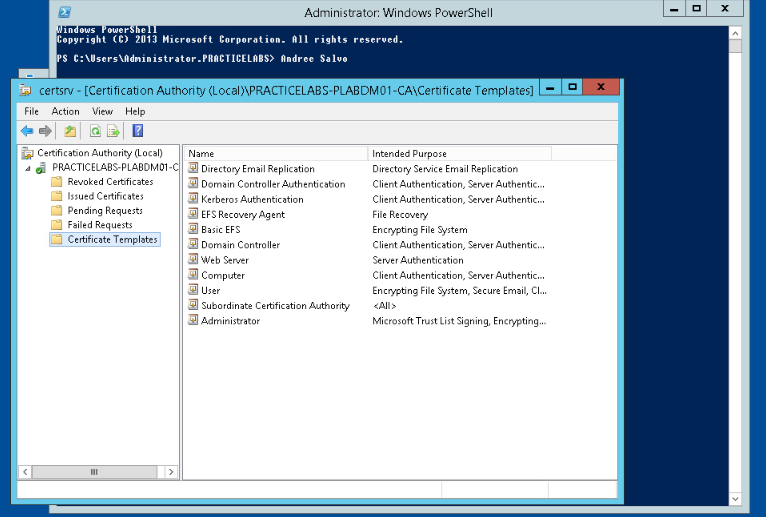 Administrator: Windows PowerShell
Windows PowerShell
Copyright (C) 2013 Microsoft Corporation. All rights reserved.
PS C:\Users\Administrator.PRACTICELABS> Andree Salvo
certsrv - [Certification Authority (Local)\PRACTICELABS-PLABDM01-CA\Certificate Templates]
File Action View Help
Certification Authority (Local)
PRACTICELABS-PLABDM01-C
Revoked Certificates
Issued Certificates
Pending Requests
Failed Requests
Certificate Templates
Name Intended Purpose
Directory Email Replication Directory Service Email Replication
Domain Controller Authentication Client Authentication, Server Authentic...
Kerberos Authentication Client Authentication, Server Authentic...
EFS Recovery Agent File Recovery
Basic EFS Encrypting File System
Domain Controller Client Authentication, Server Authentic...
Web Server Server Authentication
Computer Client Authentication, Server Authentic...
User Encrypting File System, Secure Email, Cl...
Subordinate Certification Authority <All>
Administrator Microsoft Trust List Signing, Encrypting...